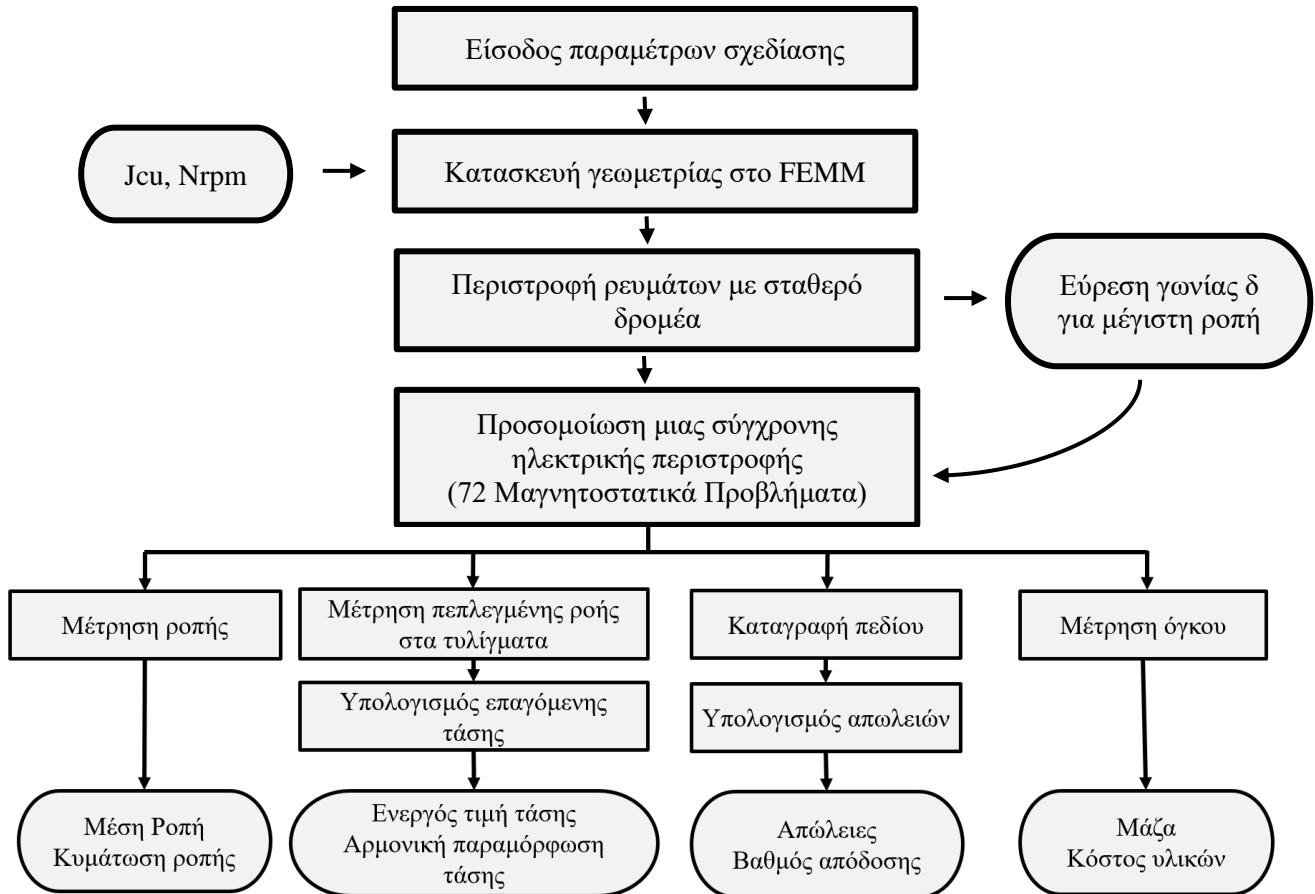 Είσοδος παραμέτρων σχεδίασης
Jcu, Nrpm
Κατασκευή γεωμετρίας στο FEMM
Περιστροφή ρευμάτων με σταθερό
δρομέα
Εύρεση γωνίας δ
για μέγιστη ροπή
Προσομοίωση μιας σύγχρονης
ηλεκτρικής περιστροφής
(72 Μαγνητοστατικά Προβλήματα)
Μέτρηση ροπής
Μέτρηση πεπλεγμένης ροής
στα τυλίγματα
Καταγραφή πεδίου
Μέτρηση όγκου
Υπολογισμός επαγόμενης
τάσης
Υπολογισμός απωλειών
Μέση Ροπή
Κυμάτωση ροπής
Ενεργός τιμή τάσης
Αρμονική παραμόρφωση
τάσης
Απώλειες
Βαθμός απόδοσης
Μάζα
Κόστος υλικών